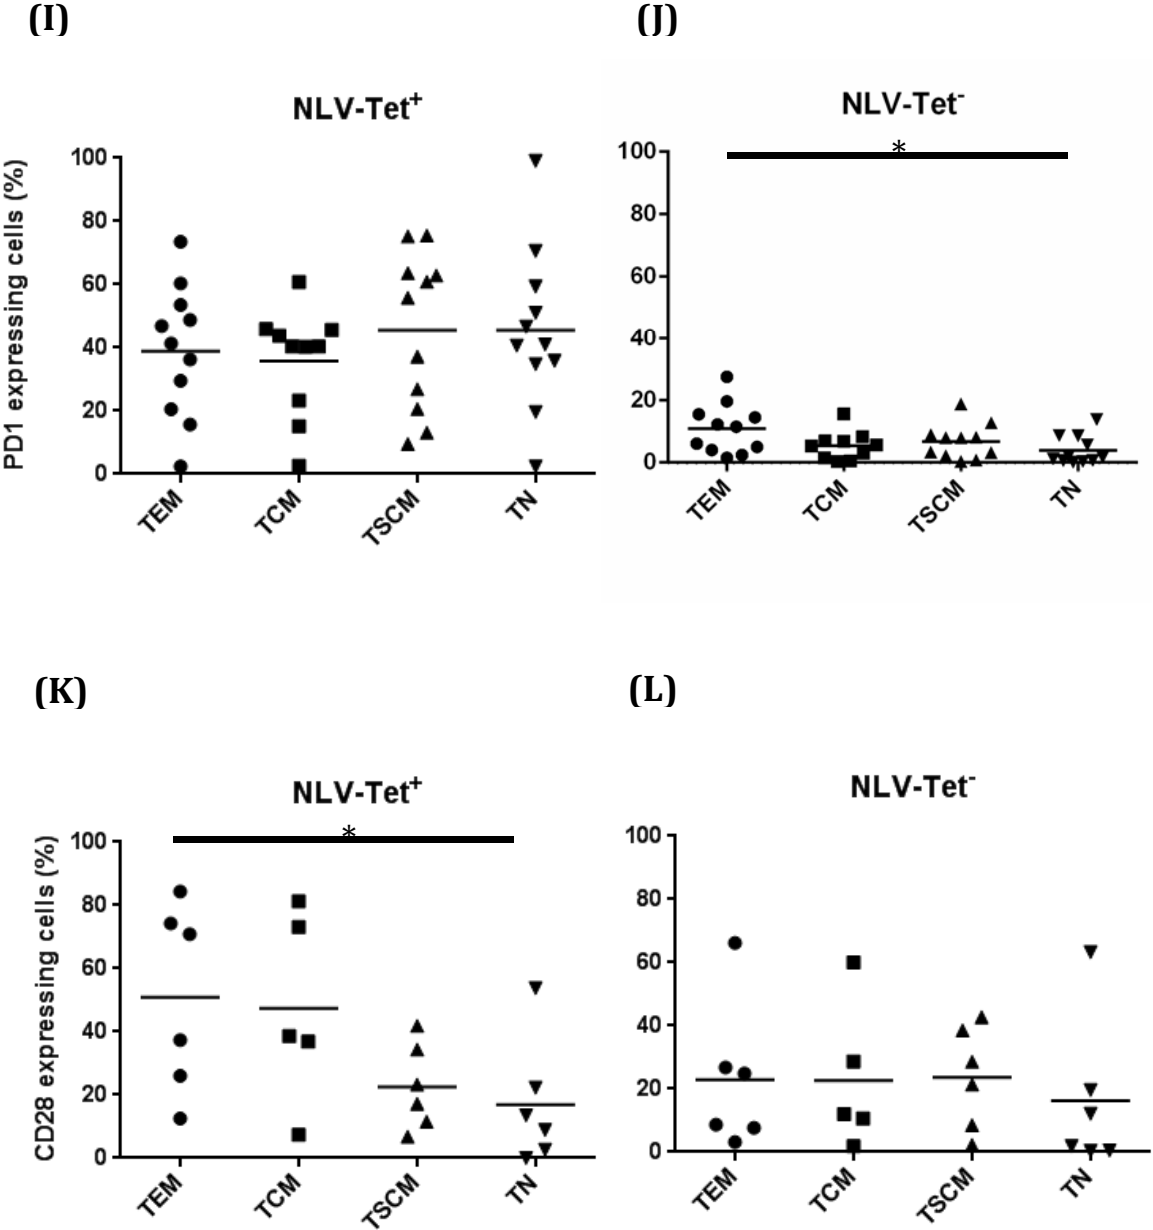 (I)
NLV-Tet+
PD1 expressing cells (%)
100
80
60
40
20
0
TEM
TCM
TSCM
TN
(J)
NLV-Tet-
*
100
80
60
40
20
0
TEM
TCM
TSCM
TN
(K)
NLV-Tet+
*
CD28 expressing cells (%)
100
80
60
40
20
0
TEM
TCM
TSCM
TN
(L)
NLV-Tet-
100
80
60
40
20
0
TEM
TCM
TSCM
TN